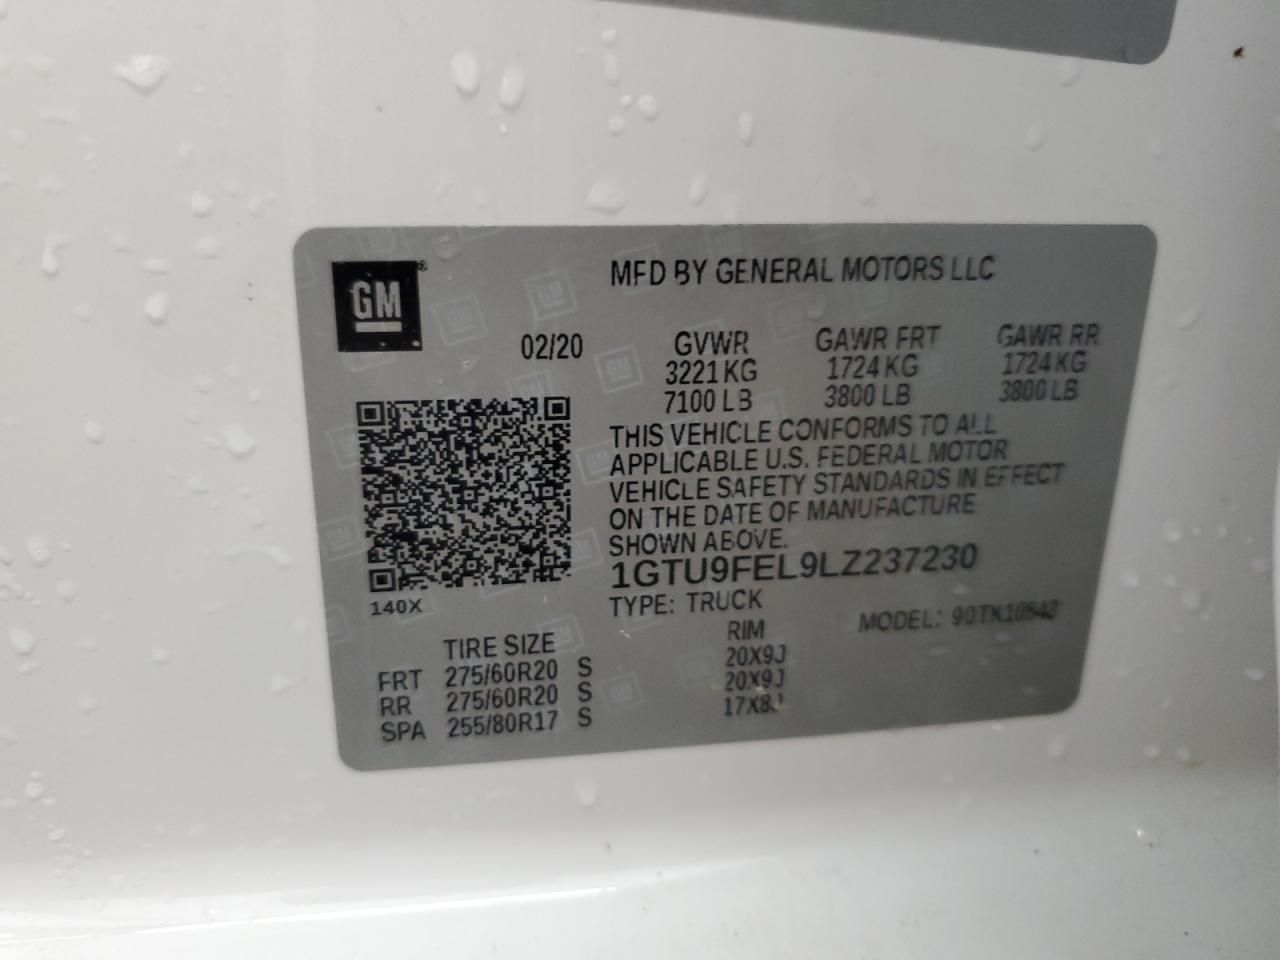 GM
MFD BY GENERAL MOTORS LLC
02/20
GVWR GAWR FRT GAWR RR
3221 KG 1724 KG 1724 KG
7100 LB 3800 LB 3800 LB
THIS VEHICLE CONFORMS TO ALL
APPLICABLE U.S. FEDERAL MOTOR
VEHICLE SAFETY STANDARDS IN EFFECT
ON THE DATE OF MANUFACTURE
SHOWN ABOVE.
1GTU9FEL9LZ237230
140X
TYPE: TRUCK
MODEL: 90TK10543
TIRE SIZE RIM
FRT 275/60R20 S 20X9J
RR 275/60R20 S 20X9J
SPA 255/80R17 S 17X8J